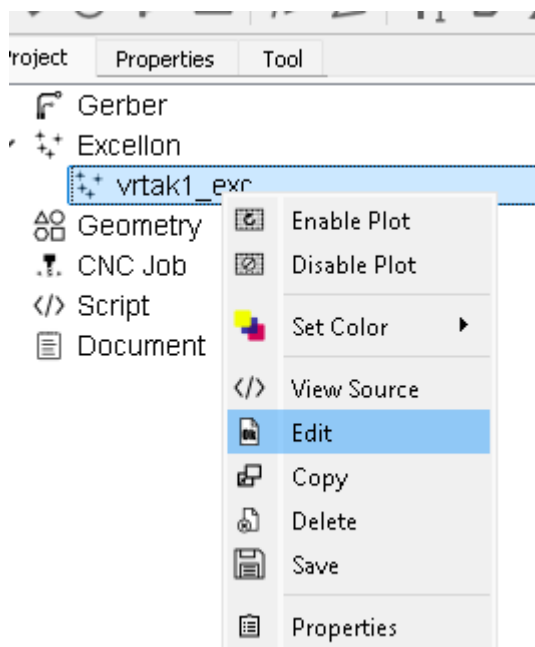 Project Properties Tool
Gerber
Excellon
vrtak1_exc
Geometry
CNC Job
Script
Document
Enable Plot
Disable Plot
Set Color
View Source
Edit
Copy
Delete
Save
Properties